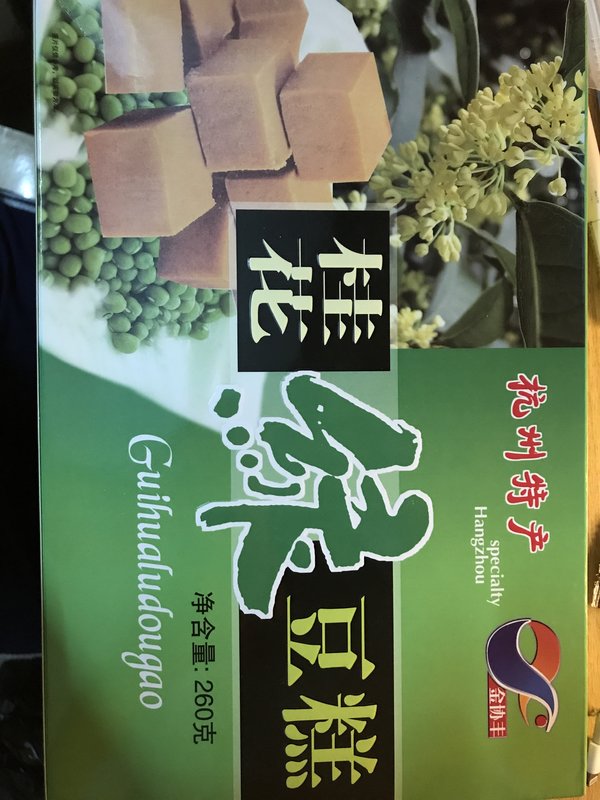 杭州特产
specialty
Hangzhou
金协丰
桂花
绿
豆糕
净含量: 260克
Guihualudougao